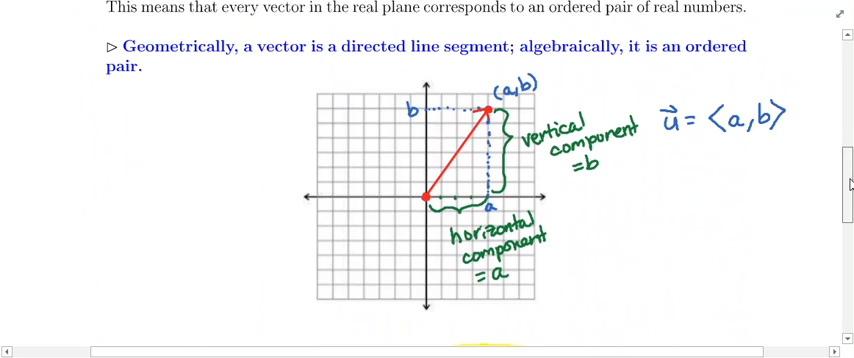 This means that every vector in the real plane corresponds to an ordered pair of real numbers.
▷ Geometrically, a vector is a directed line segment; algebraically, it is an ordered
pair.
(a,b)
b
vertical
component
=b
u⃗ = ⟨a,b⟩
a
horizontal
component
=a